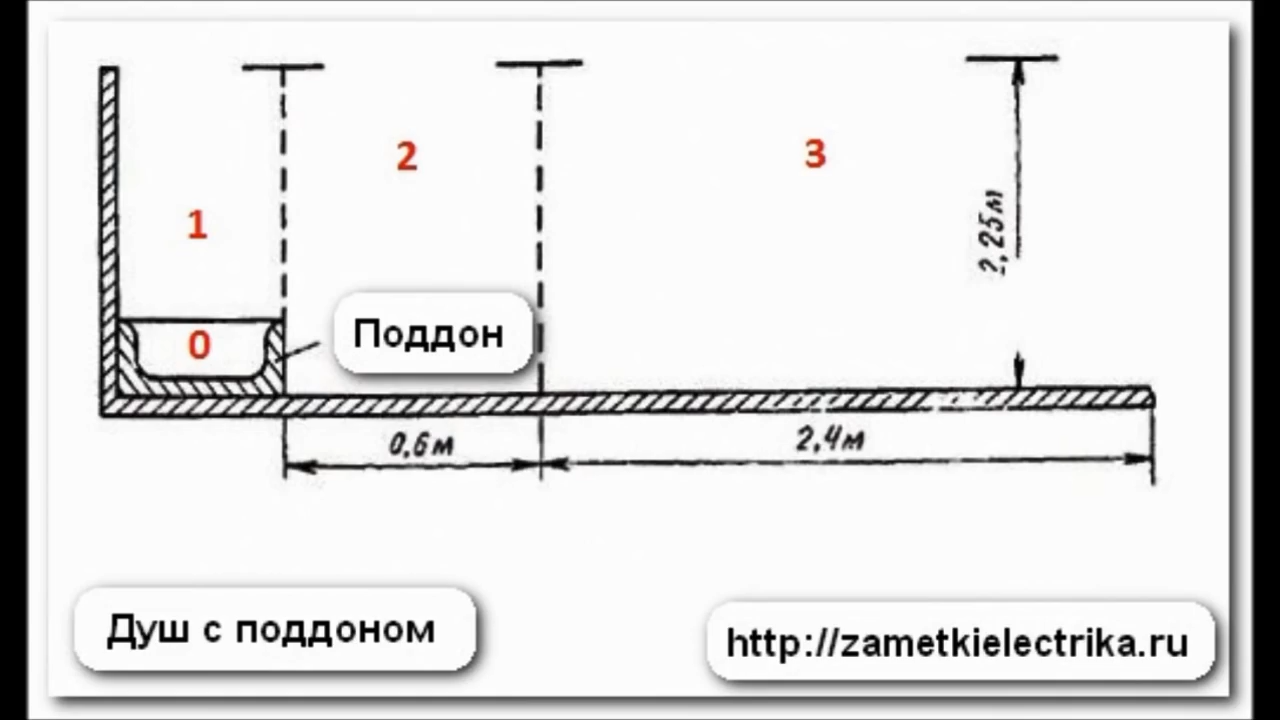 1
2
3
0
Поддон
2,25м
0,6м
2,4м
Душ с поддоном
http://zametkielectrika.ru